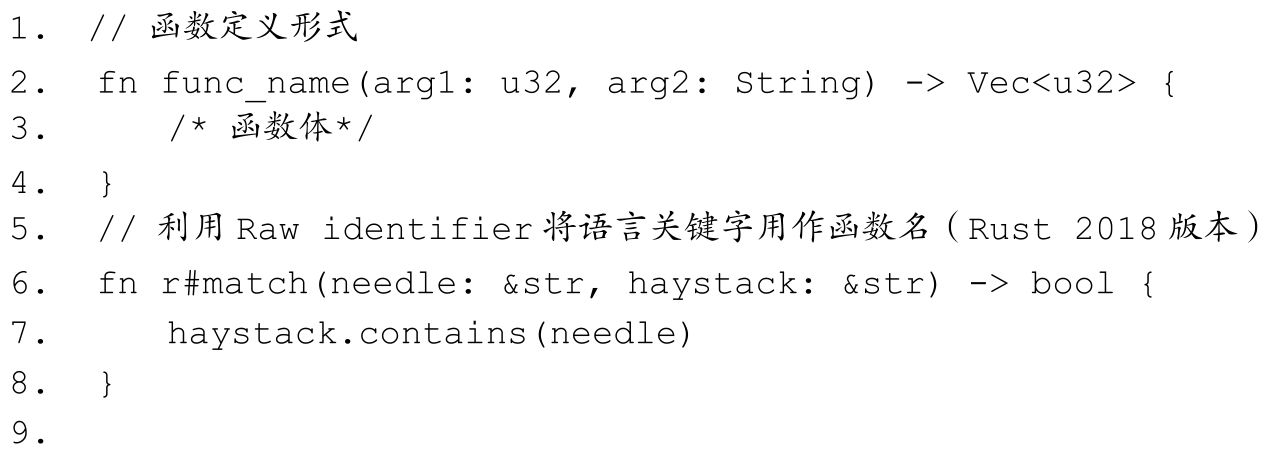 1. // 函数定义形式
2. fn func_name(arg1: u32, arg2: String) -> Vec<u32> {
3.     /* 函数体*/
4. }
5. // 利用 Raw identifier 将语言关键字用作函数名（Rust 2018 版本）
6. fn r#match(needle: &str, haystack: &str) -> bool {
7.     haystack.contains(needle)
8. }
9.